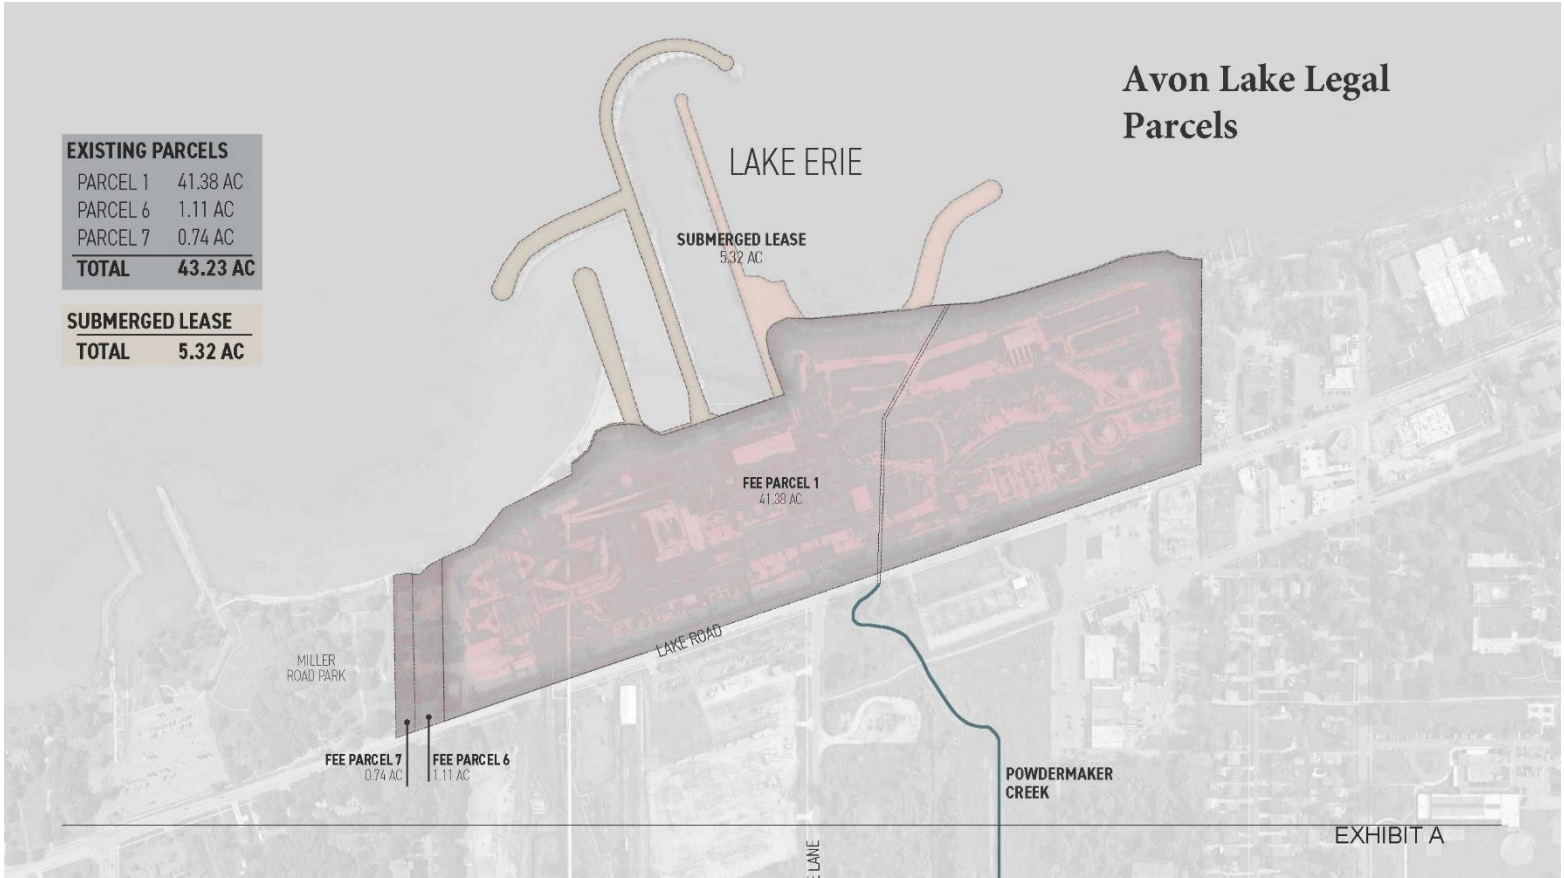 Avon Lake Legal
Parcels
EXISTING PARCELS
PARCEL 1 41.38 AC
PARCEL 6 1.11 AC
PARCEL 7 0.74 AC
TOTAL 43.23 AC
SUBMERGED LEASE
TOTAL 5.32 AC
LAKE ERIE
SUBMERGED LEASE
5.32 AC
FEE PARCEL 1
41.38 AC
LAKE ROAD
MILLER
ROAD PARK
FEE PARCEL 7
0.74 AC
FEE PARCEL 6
1.11 AC
POWDERMAKER
CREEK
EXHIBIT A
LANE